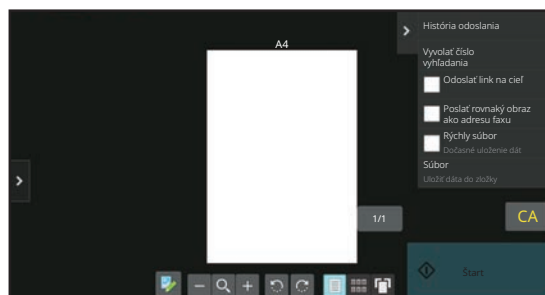 A4
História odoslania
Vyvolať číslo
vyhľadania
Odoslať link na cieľ
Poslať rovnaký obraz
ako adresu faxu
Rýchly súbor
Dočasné uloženie dát
Súbor
Uložiť dáta do zložky
1/1
CA
Štart